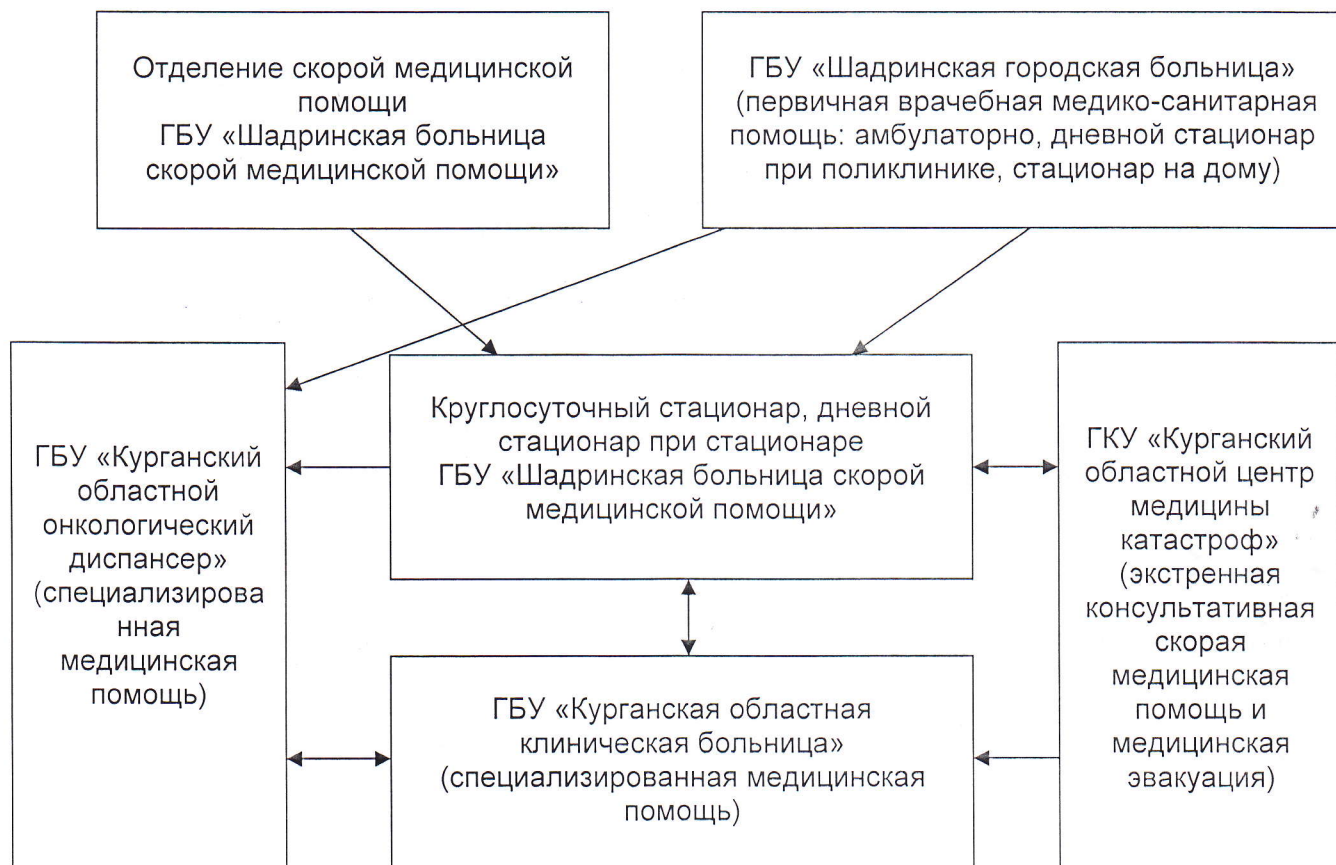 Отделение скорой медицинской
помощи
ГБУ «Шадринская больница
скорой медицинской помощи»
ГБУ «Шадринская городская больница»
(первичная врачебная медико-санитарная
помощь: амбулаторно, дневной стационар
при поликлинике, стационар на дому)
ГБУ «Курганский
областной
онкологический
диспансер»
(специализирова
нная
медицинская
помощь)
Круглосуточный стационар, дневной
стационар при стационаре
ГБУ «Шадринская больница скорой
медицинской помощи»
ГКУ «Курганский
областной центр
медицины
катастроф»
(экстренная
консультативная
скорая
медицинская
помощь и
медицинская
эвакуация)
ГБУ «Курганская областная
клиническая больница»
(специализированная медицинская
помощь)